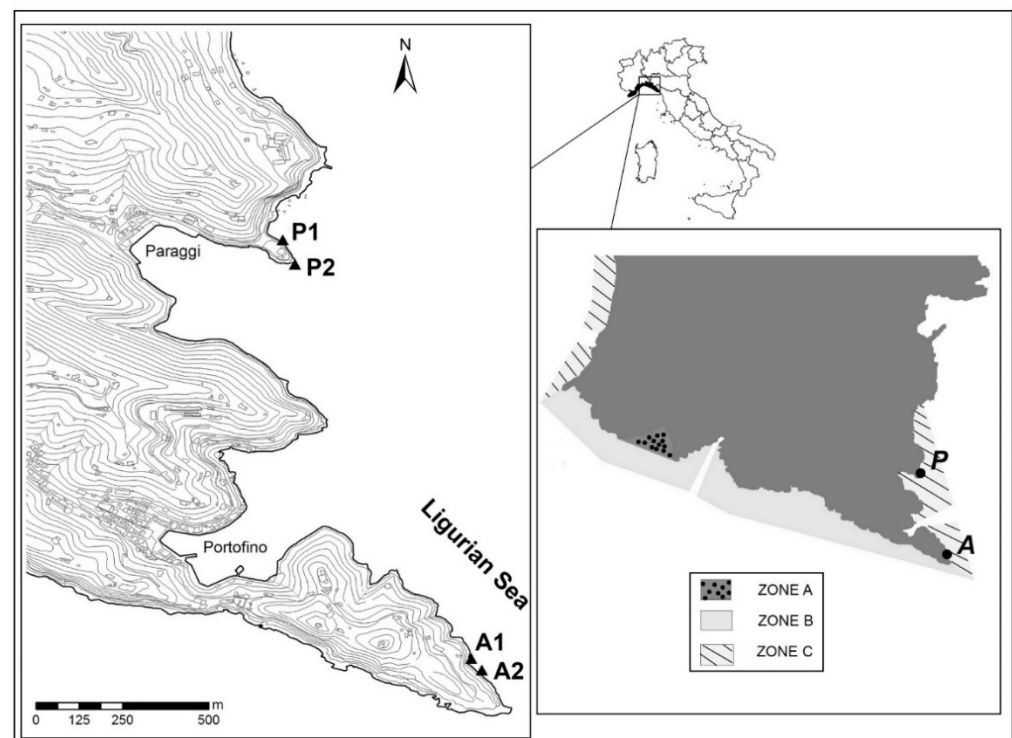 N
P1
Paraggi
P2
Ligurian Sea
Portofino
A1
A2
m
0 125 250 500
P
A
ZONE A
ZONE B
ZONE C